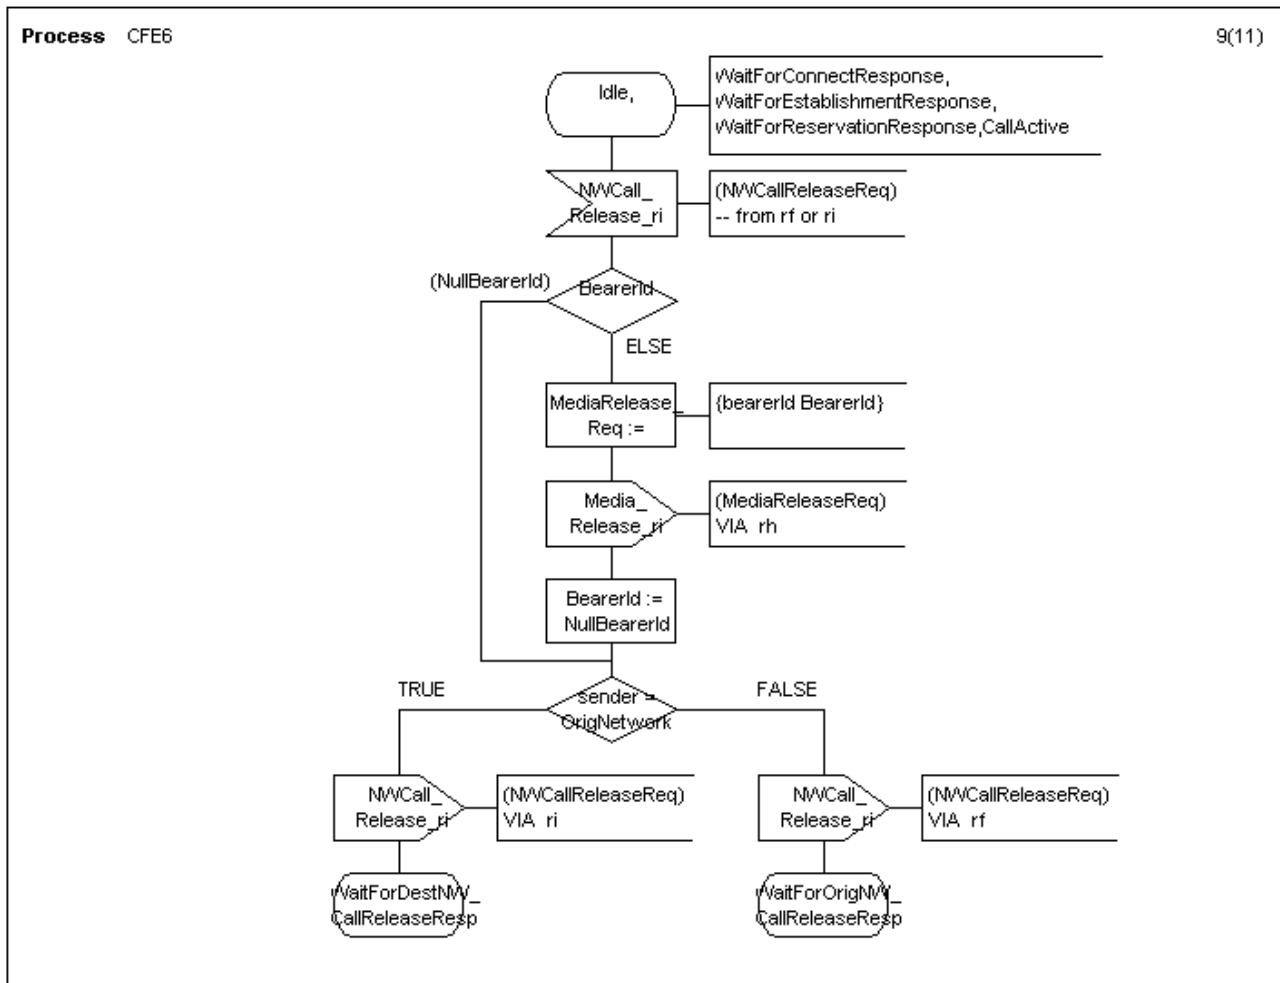 Process CFE6
9(11)
Idle,
WaitForConnectResponse,
WaitForEstablishmentResponse,
WaitForReservationResponse,CallActive
NWCall_
Release_ri
(NWCallReleaseReq)
-- from rf or ri
(NullBearerId)
BearerId
ELSE
MediaRelease_
Req :=
{bearerId BearerId}
Media_
Release_ri
(MediaReleaseReq)
VIA rh
BearerId :=
NullBearerId
TRUE
sender =
OrigNetwork
FALSE
NWCall_
Release_ri
(NWCallReleaseReq)
VIA ri
NWCall_
Release_ri
(NWCallReleaseReq)
VIA rf
WaitForDestNW_
CallReleaseResp
WaitForOrigNW_
CallReleaseResp